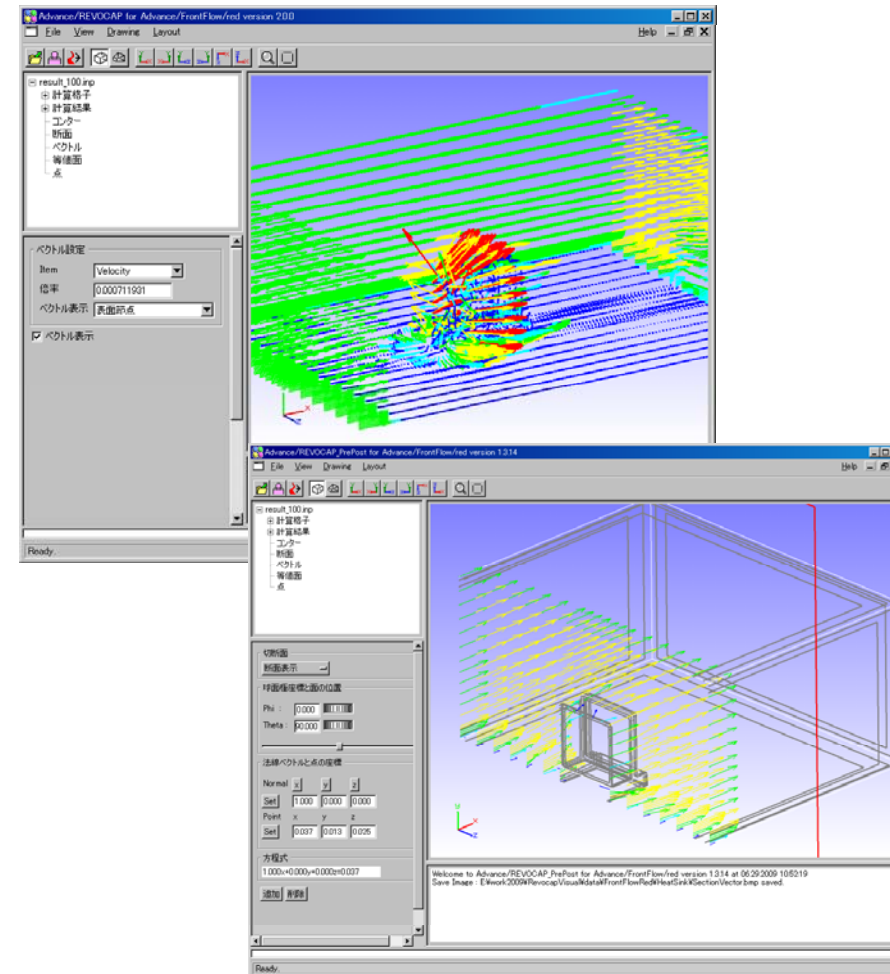 Advance/REVOCAP for Advance/FrontFlow/red version 2.0.0
File View Drawing Layout Help
result_100.inp
計算格子
計算結果
コンター
断面
ベクトル
等値面
点
ベクトル設定
Item Velocity
倍率 0.000711931
ベクトル表示 表面節点
ベクトル表示
X
Z
Ready.
Advance/REVOCAP_PrePost for Advance/FrontFlow/red version 1.3.14
File View Drawing Layout Help
result_100.inp
計算格子
計算結果
コンター
断面
ベクトル
等値面
点
切断面
断面表示
球面極座標と面の位置
Phi : 0.000
Theta : 90.000
法線ベクトルと点の座標
Normal x y z
Set 1.000 0.000 0.000
Point x y z
Set 0.037 0.013 0.025
方程式
1.000x+0.000y+0.000z=0.037
追加 削除
Y
X
Z
Welcome to Advance/REVOCAP_PrePost for Advance/FrontFlow/red version 1.3.14 at 06:29:2009 10:52:19
Save Image : E:¥work2009¥RevocapVisual¥data¥FrontFlowRed¥HeatSink¥SectionVector.bmp saved.
Ready.